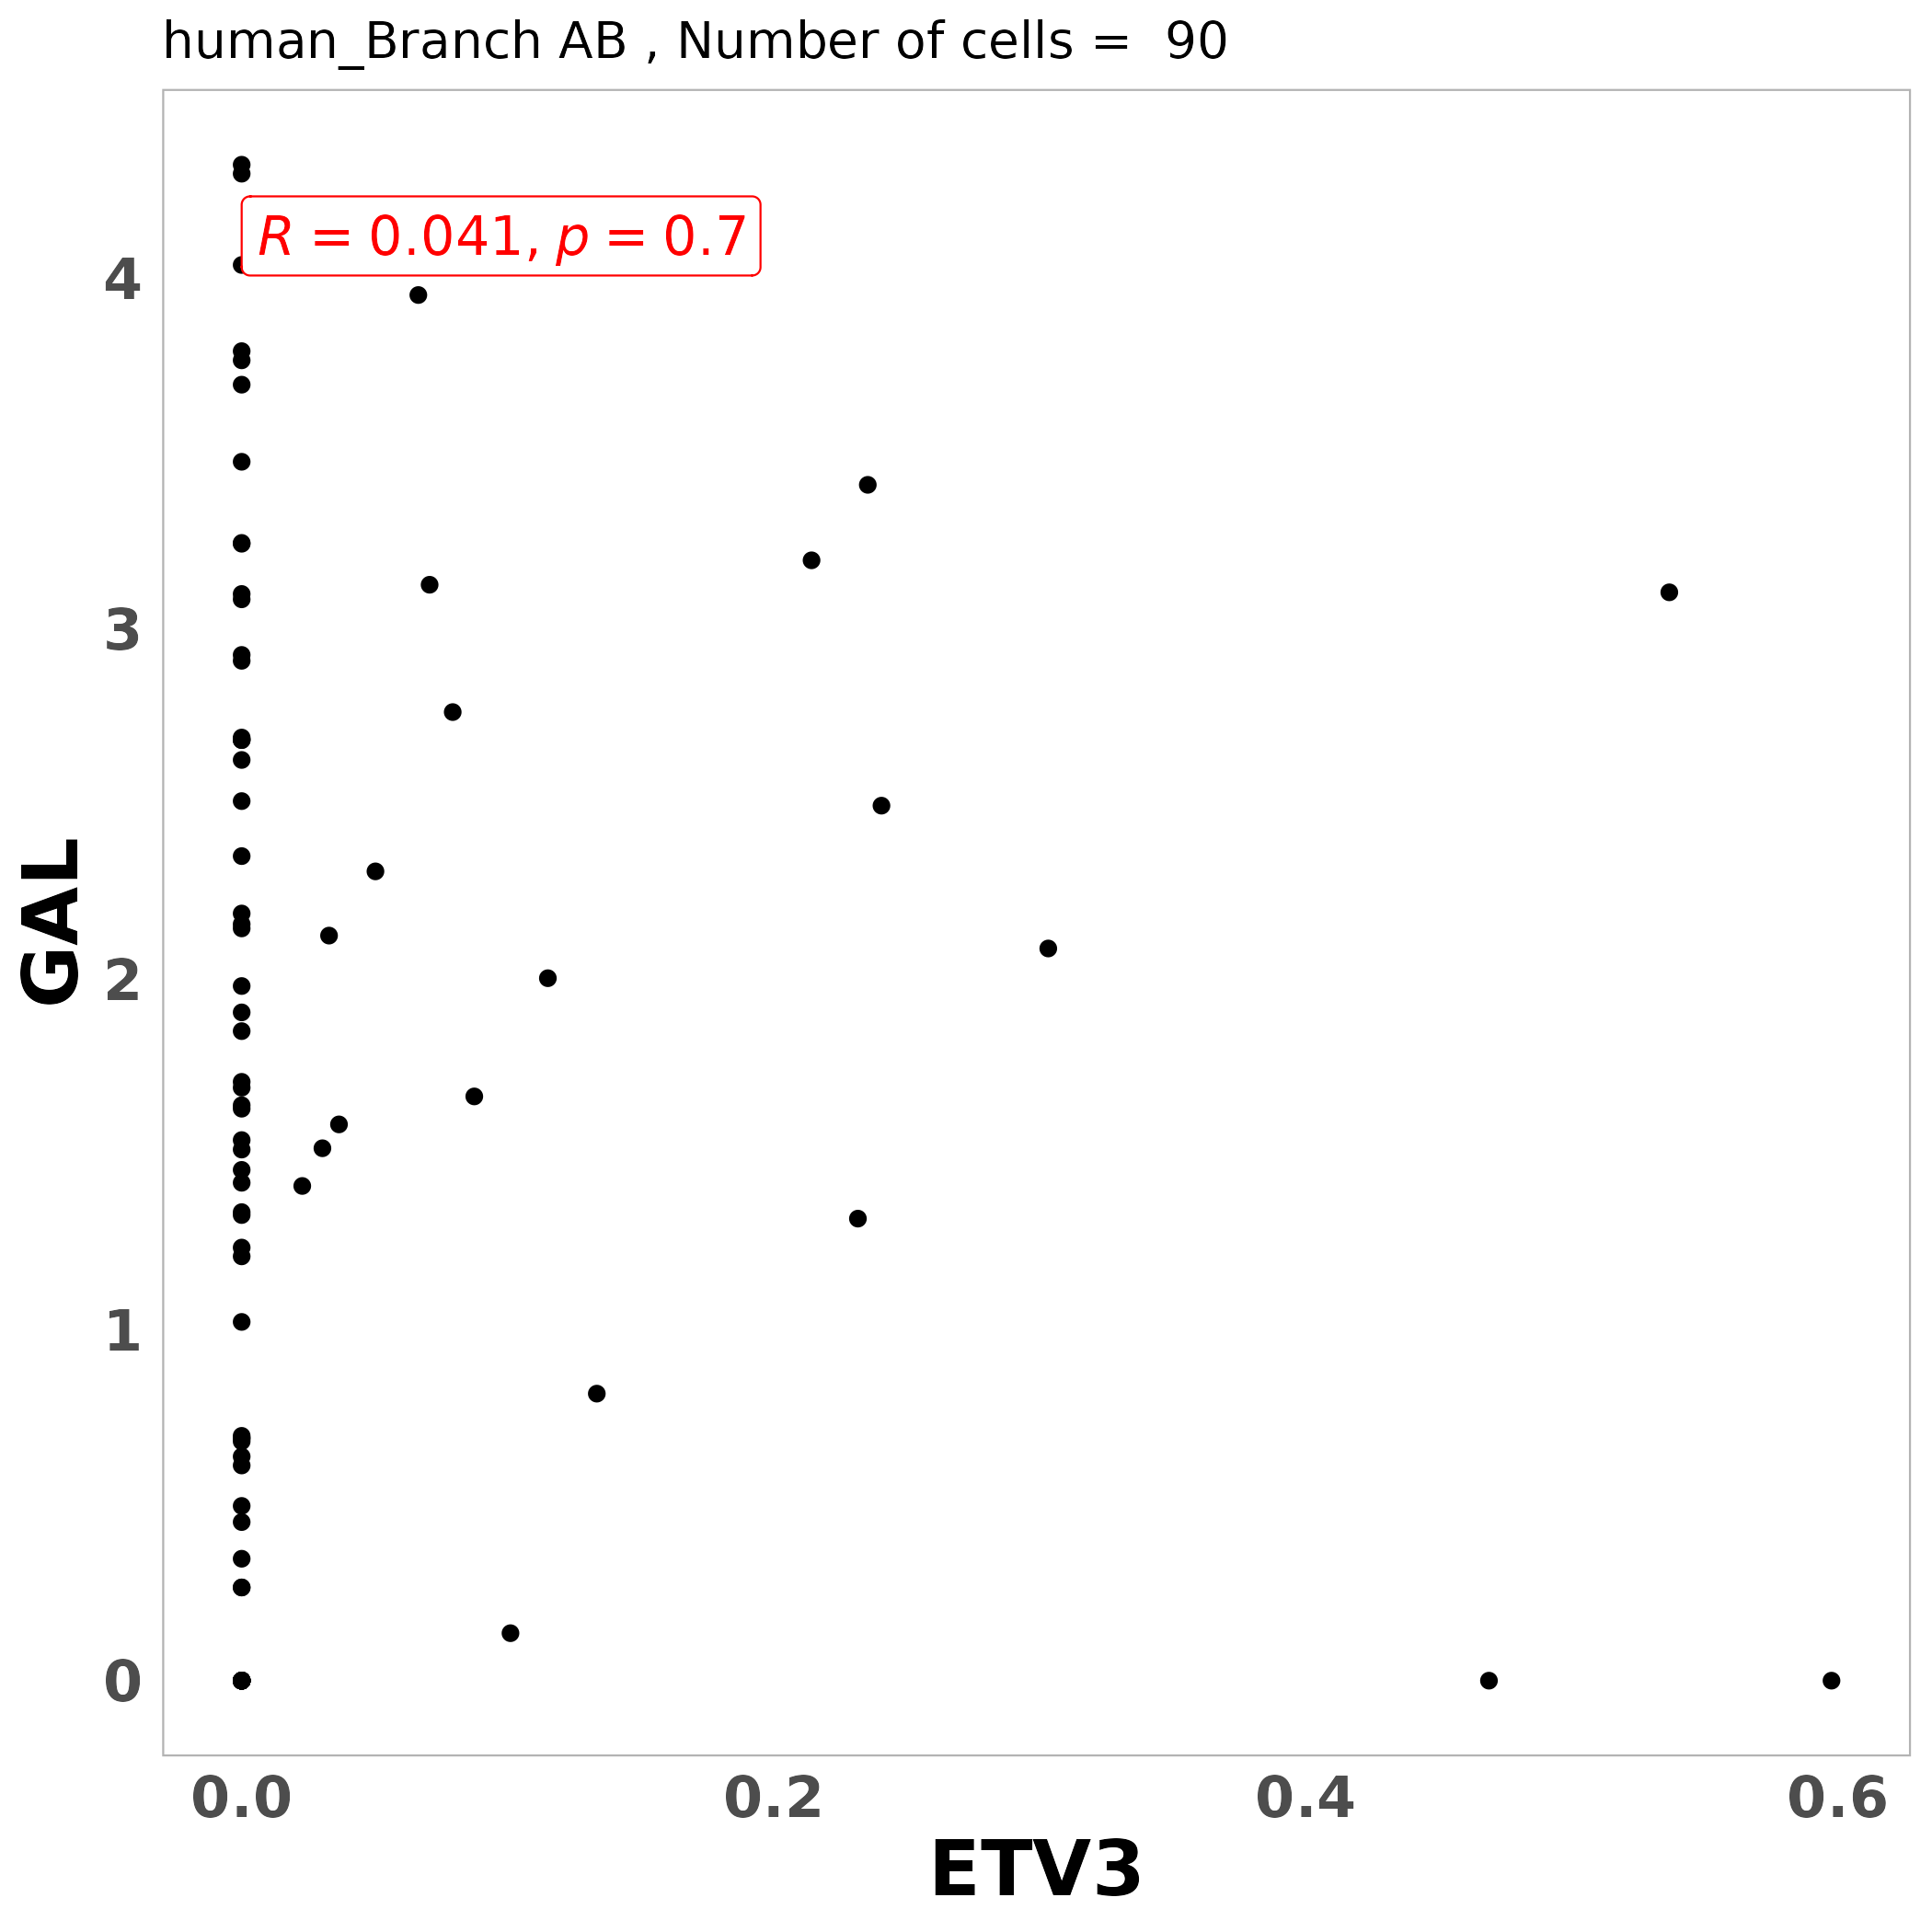 human_Branch AB , Number of cells =  90
R = 0.041, p = 0.7
4
3
2
1
0
GAL
0.0 0.2 0.4 0.6
ETV3